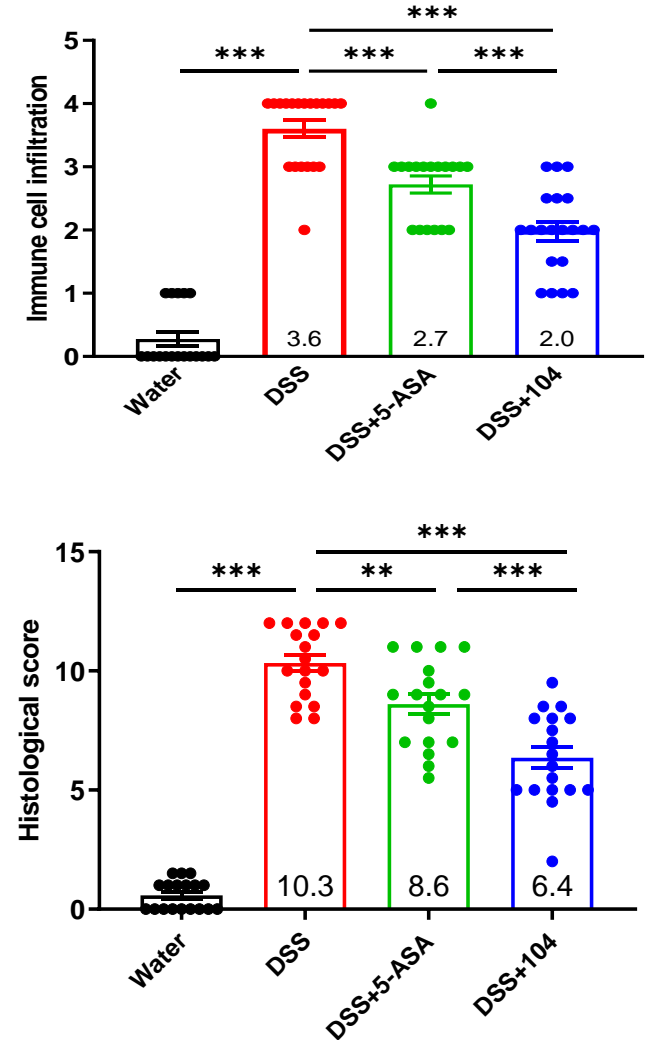 ***
*** *** ***
5
4
3
2
1
0
Immune cell infiltration
3.6 2.7 2.0
Water DSS DSS+5-ASA DSS+104
***
*** ** ***
15
10
5
0
Histological score
10.3 8.6 6.4
Water DSS DSS+5-ASA DSS+104